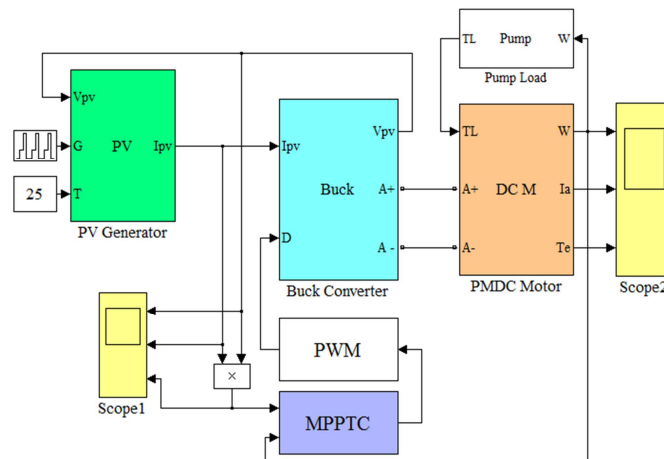 TL Pump W
Pump Load
Vpv
G PV Ipv
T
25
PV Generator
Ipv Vpv
Buck A+
D A -
Buck Converter
TL W
A+ DC M Ia
A- Te
PMDC Motor
Scope2
Scope1
×
PWM
MPPTC